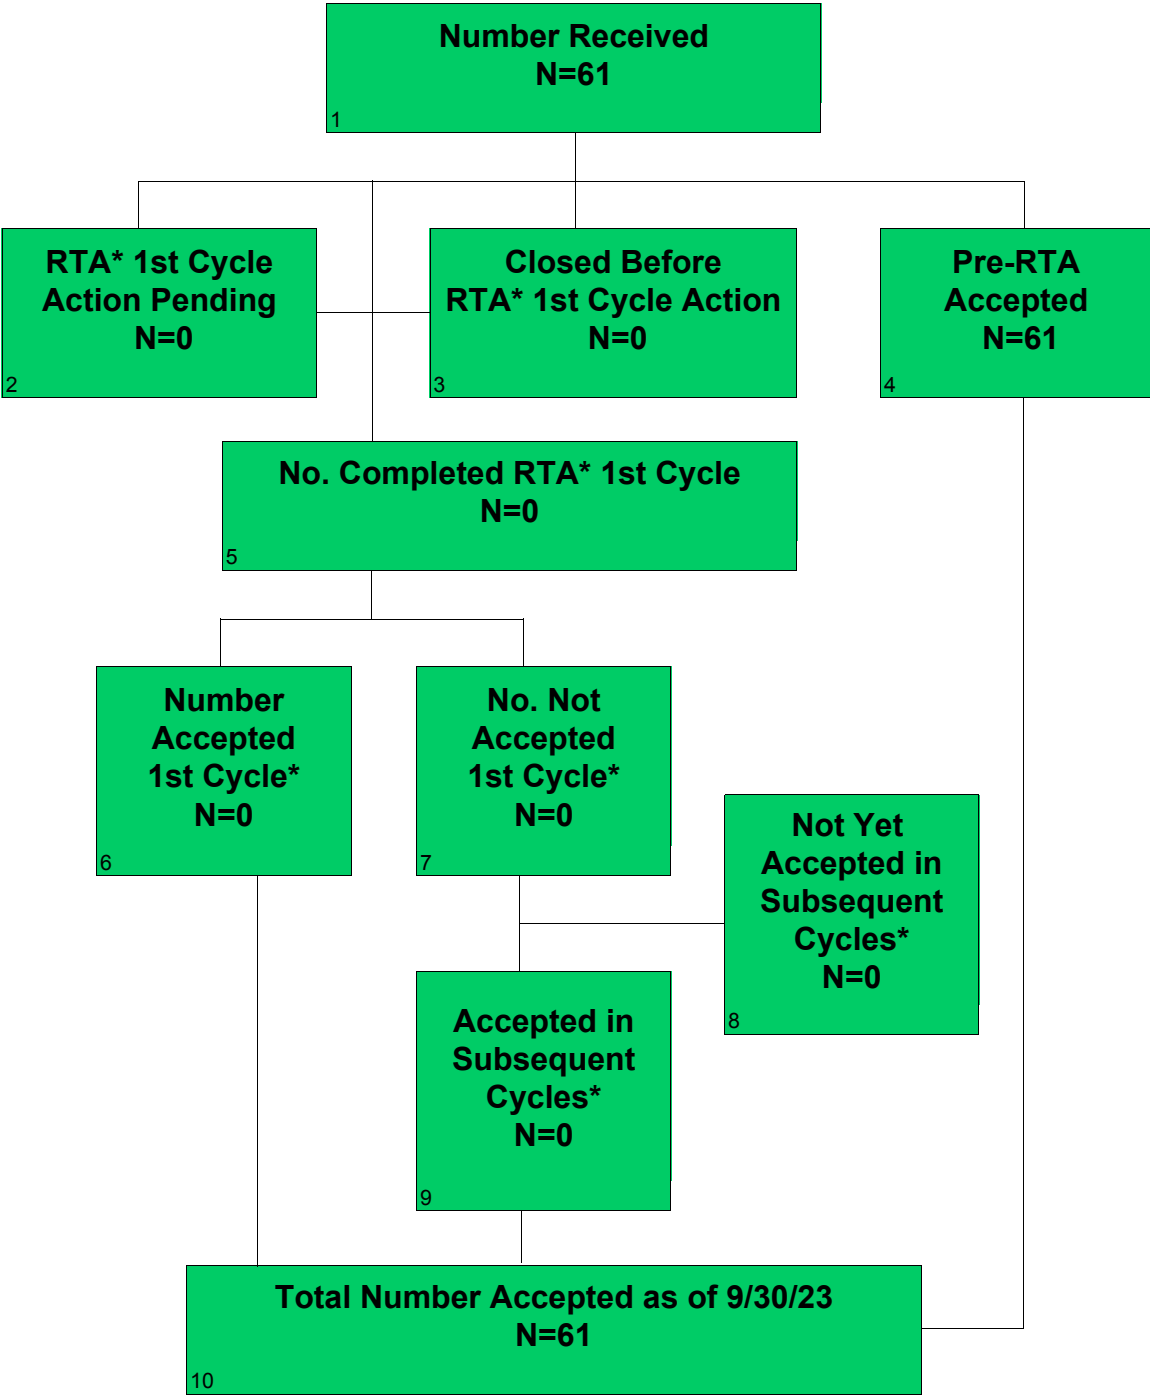 Number Received
N=61
1
RTA* 1st Cycle
Action Pending
N=0
2
Closed Before
RTA* 1st Cycle Action
N=0
3
Pre-RTA
Accepted
N=61
4
No. Completed RTA* 1st Cycle
N=0
5
Number
Accepted
1st Cycle*
N=0
6
No. Not
Accepted
1st Cycle*
N=0
7
Not Yet
Accepted in
Subsequent
Cycles*
N=0
8
Accepted in
Subsequent
Cycles*
N=0
9
Total Number Accepted as of 9/30/23
N=61
10